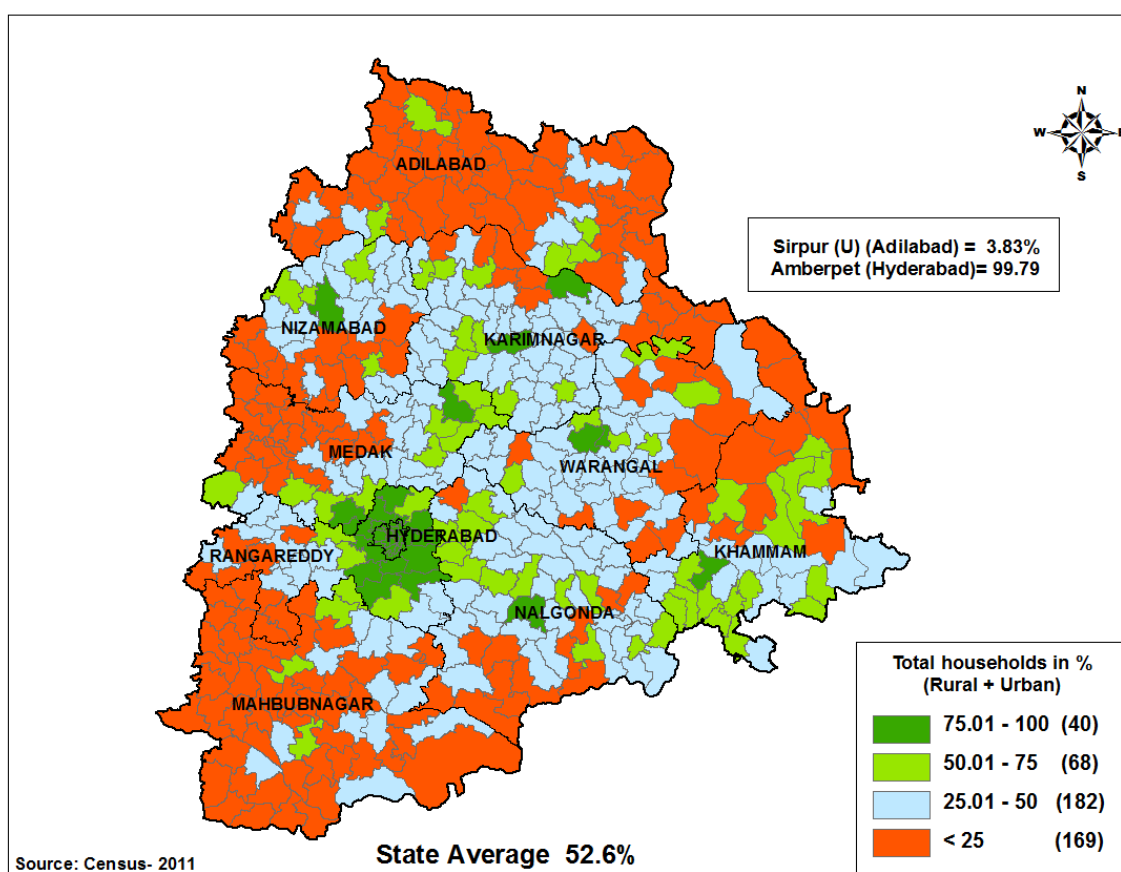 N
W
E
S
ADILABAD
Sirpur (U) (Adilabad) = 3.83%
Amberpet (Hyderabad)= 99.79
NIZAMABAD
KARIMNAGAR
MEDAK
WARANGAL
HYDERABAD
RANGAREDDY
KHAMMAM
NALGONDA
MAHBUBNAGAR
Total households in %
(Rural + Urban)
75.01 - 100 (40)
50.01 - 75 (68)
25.01 - 50 (182)
< 25 (169)
State Average 52.6%
Source: Census- 2011